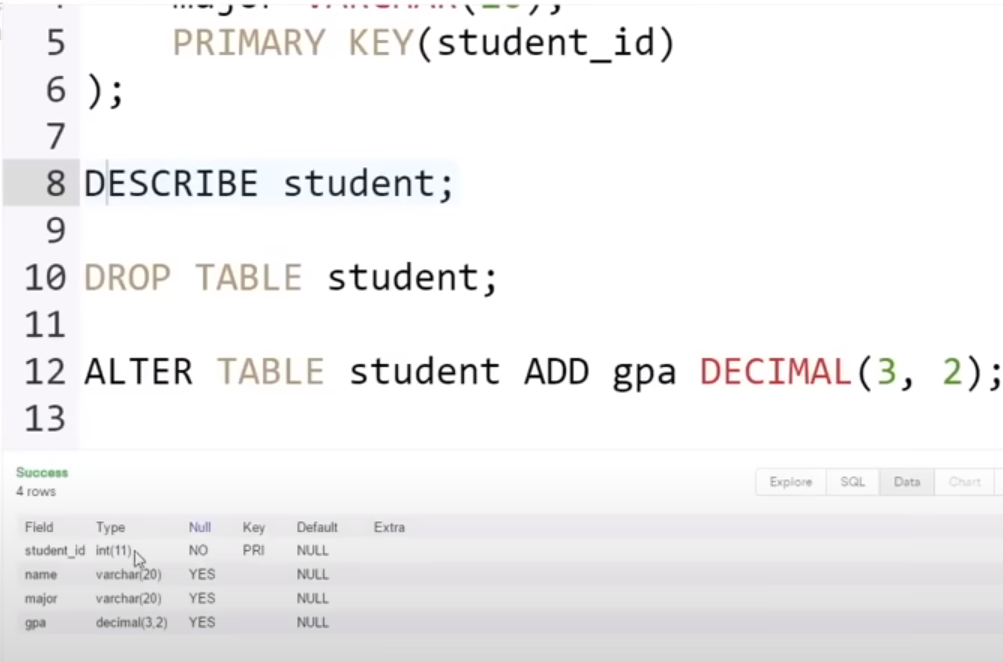 5 PRIMARY KEY(student_id)
6 );
7
8 DESCRIBE student;
9
10 DROP TABLE student;
11
12 ALTER TABLE student ADD gpa DECIMAL(3, 2);
13
Success
4 rows
Explore SQL Data Chart
Field Type Null Key Default Extra
student_id int(11) NO PRI NULL
name varchar(20) YES NULL
major varchar(20) YES NULL
gpa decimal(3,2) YES NULL